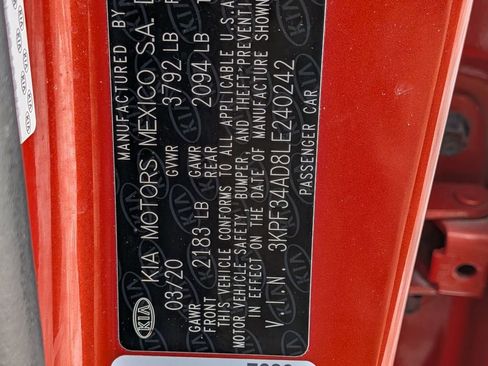 MANUFACTURED BY
KIA KIA MOTORS MEXICO S.A.
03/20 GVWR 3792 LB
GAWR GAWR
FRONT 2183 LB REAR 2094 LB
THIS VEHICLE CONFORMS TO ALL APPLICABLE U.S.A
MOTOR VEHICLE SAFETY, BUMPER, AND THEFT
IN EFFECT ON THE DATE OF MANUFACTURE SHOWN
V.I.N. 3KPF34AD8LE240242
PASSENGER CAR